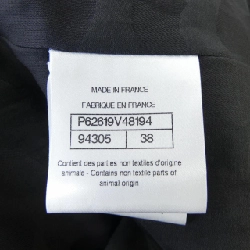 MADE IN FRANCE
FABRIQUE EN FRANCE
P62619V48194
94305 38
Contient des parties non textiles d'origine
animale - Contains non textile parts of
animal origin